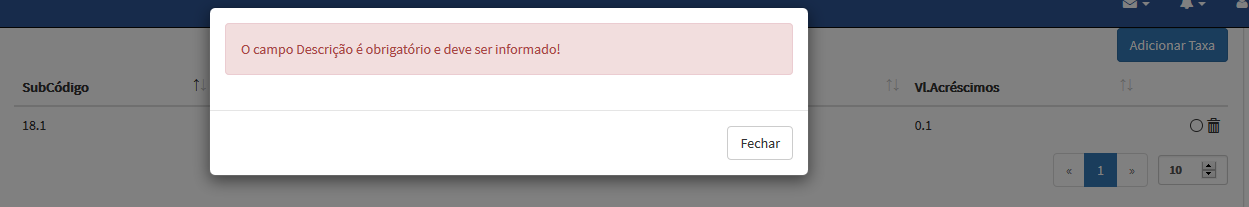 O campo Descrição é obrigatório e deve ser informado!
Adicionar Taxa
SubCódigo Vl.Acréscimos
18.1 0.1
Fechar
« 1 » 10